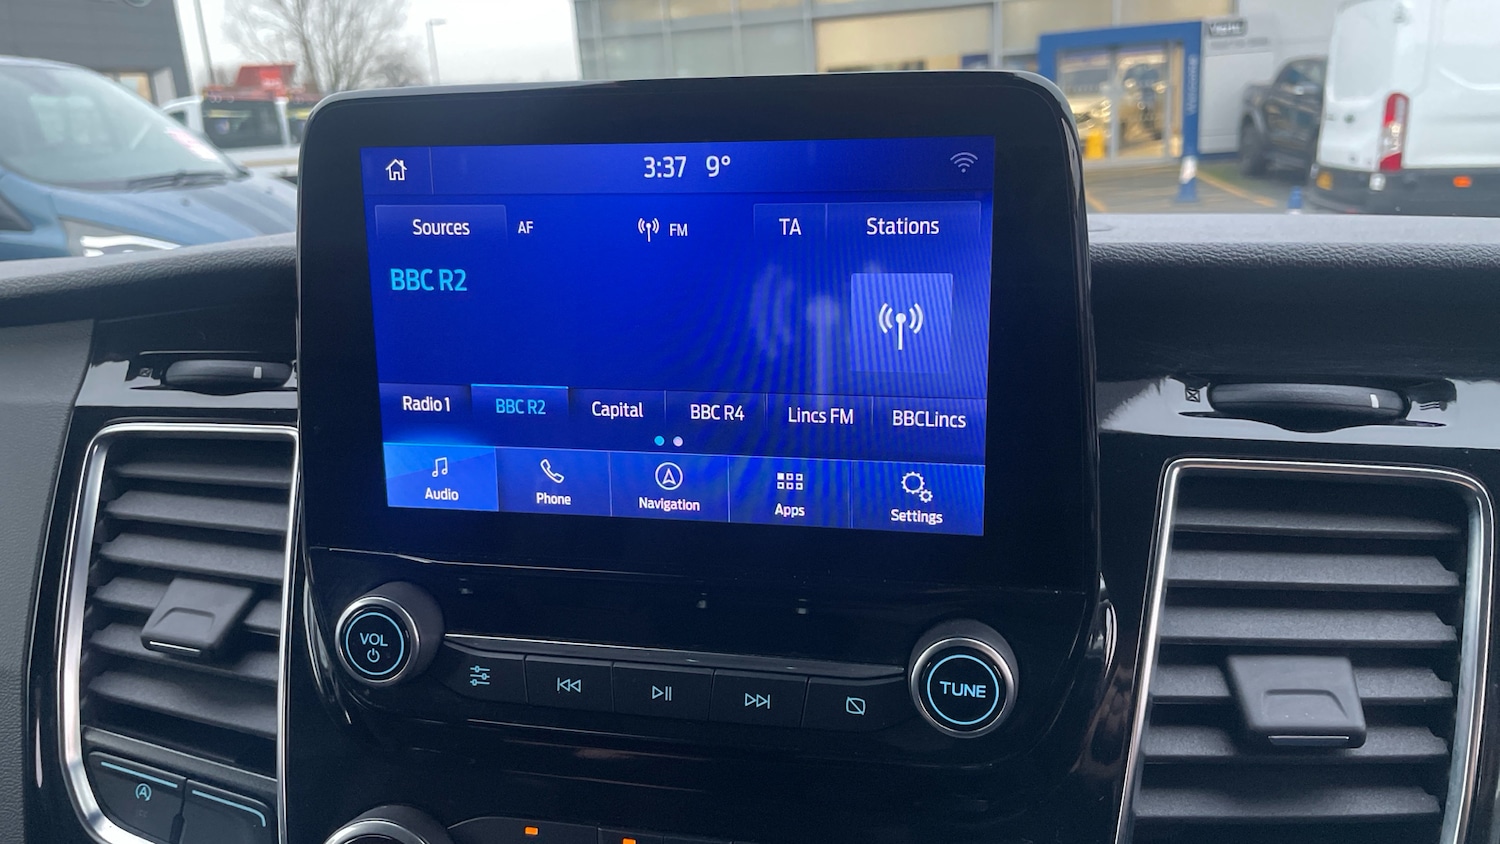 3:37 9°
Sources AF FM TA Stations
BBC R2
Radio 1 BBC R2 Capital BBC R4 Lincs FM BBCLincs
Audio Phone Navigation Apps Settings
VOL
TUNE
A